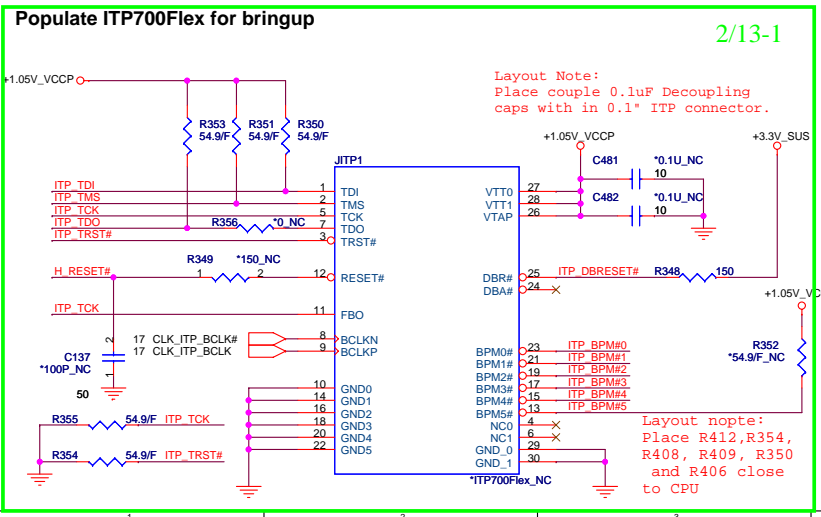 Populate ITP700Flex for bringup
2/13-1
+1.05V_VCCP
Layout Note:
Place couple 0.1uF Decoupling
caps with in 0.1" ITP connector.
R353
54.9/F
R351
54.9/F
R350
54.9/F
+1.05V_VCCP
+3.3V_SUS
JITP1
C481
*0.1U_NC
10
C482
*0.1U_NC
10
ITP_TDI
1
TDI
ITP_TMS
2
TMS
ITP_TCK
5
TCK
ITP_TDO
R356
*0_NC
7
TDO
ITP_TRST#
3
TRST#
VTT0
27
VTT1
28
VTAP
26
H_RESET#
R349
*150_NC
1
2
12
RESET#
DBR#
25
ITP_DBRESET#
R348
150
DBA#
24
+1.05V_VC
ITP_TCK
11
FBO
17 CLK_ITP_BCLK#
8
BCLKN
17 CLK_ITP_BCLK
9
BCLKP
2
C137
*100P_NC
1
50
BPM0#
23
ITP_BPM#0
BPM1#
21
ITP_BPM#1
BPM2#
19
ITP_BPM#2
BPM3#
17
ITP_BPM#3
BPM4#
15
ITP_BPM#4
BPM5#
13
ITP_BPM#5
R352
*54.9/F_NC
10
GND0
14
GND1
16
GND2
18
GND3
20
GND4
22
GND5
NC0
4
NC1
6
GND_0
29
GND_1
30
*ITP700Flex_NC
R355
54.9/F
ITP_TCK
R354
54.9/F
ITP_TRST#
Layout nopte:
Place R412,R354,
R408, R409, R350
and R406 close
to CPU
1
2
3